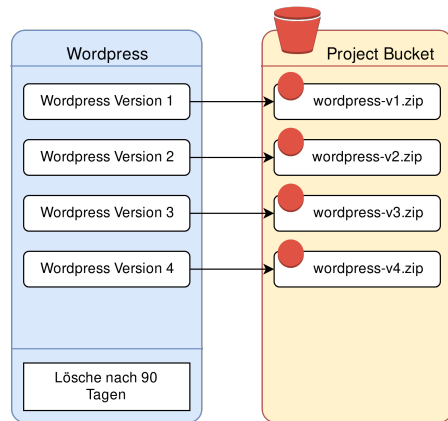 Wordpress
Project Bucket
Wordpress Version 1
wordpress-v1.zip
Wordpress Version 2
wordpress-v2.zip
Wordpress Version 3
wordpress-v3.zip
Wordpress Version 4
wordpress-v4.zip
Lösche nach 90
Tagen